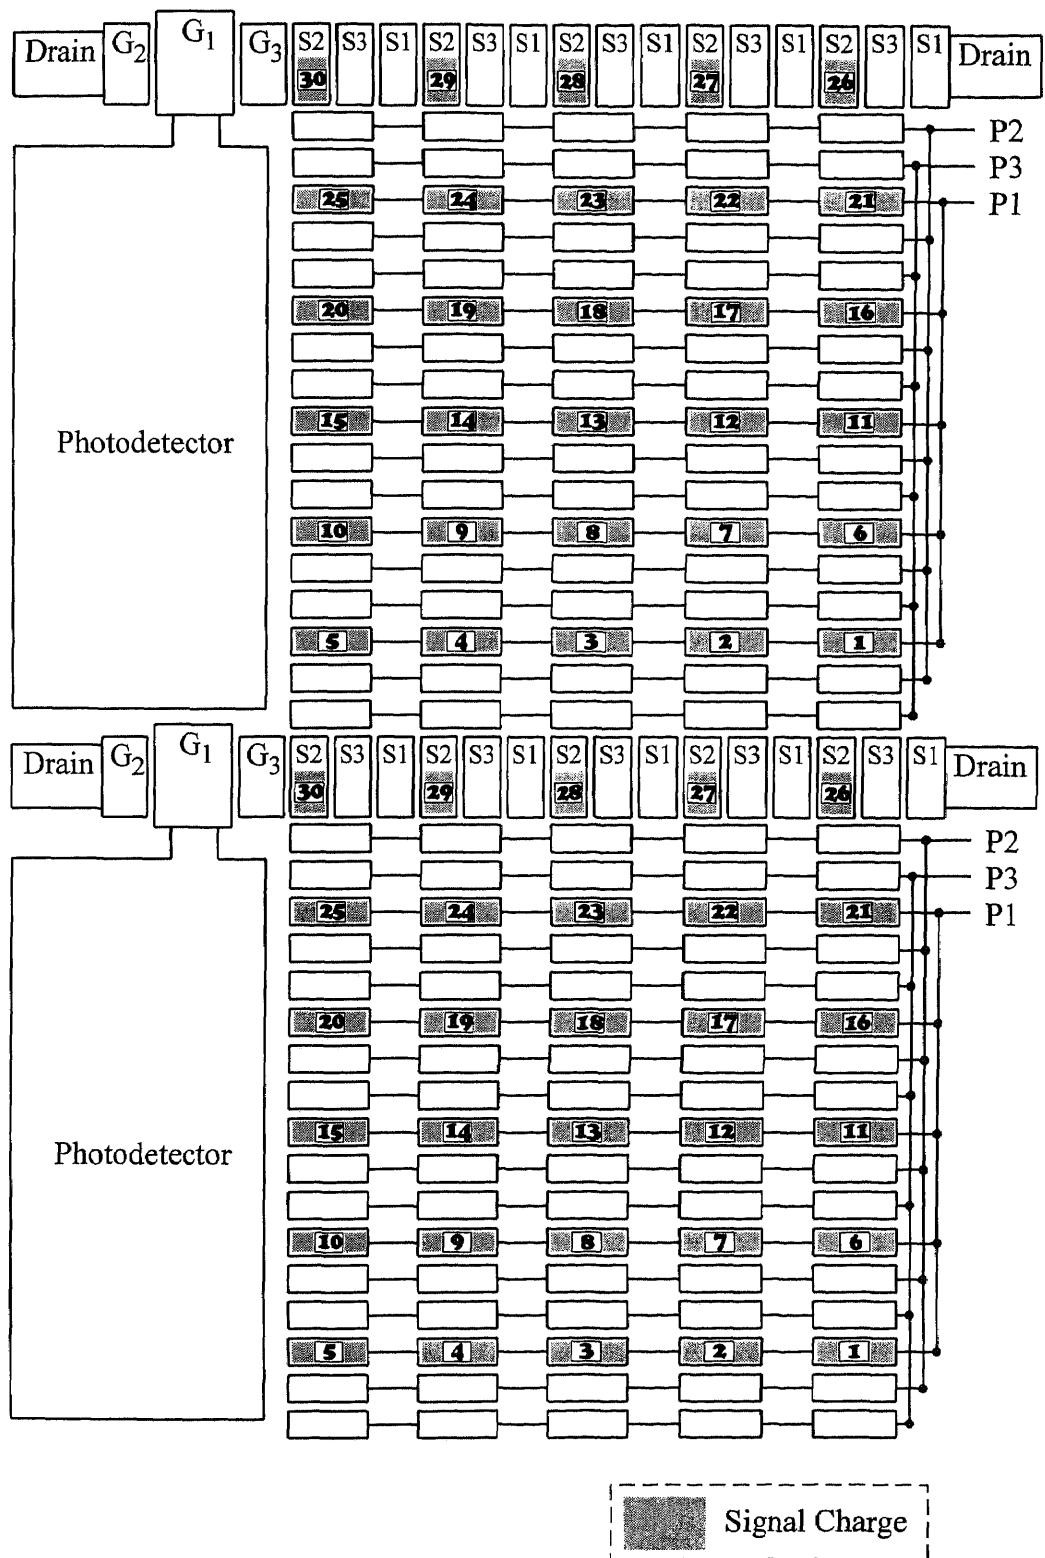 Drain G2 G1 G3 S2 S3 S1 S2 S3 S1 S2 S3 S1 S2 S3 S1 S2 S3 S1 Drain
30 29 28 27 26
P2
P3
25 24 23 22 21 P1
20 19 18 17 16
15 14 13 12 11
Photodetector
10 9 8 7 6
5 4 3 2 1
Drain G2 G1 G3 S2 S3 S1 S2 S3 S1 S2 S3 S1 S2 S3 S1 S2 S3 S1 Drain
30 29 28 27 26
P2
P3
25 24 23 22 21 P1
20 19 18 17 16
15 14 13 12 11
Photodetector
10 9 8 7 6
5 4 3 2 1
Signal Charge